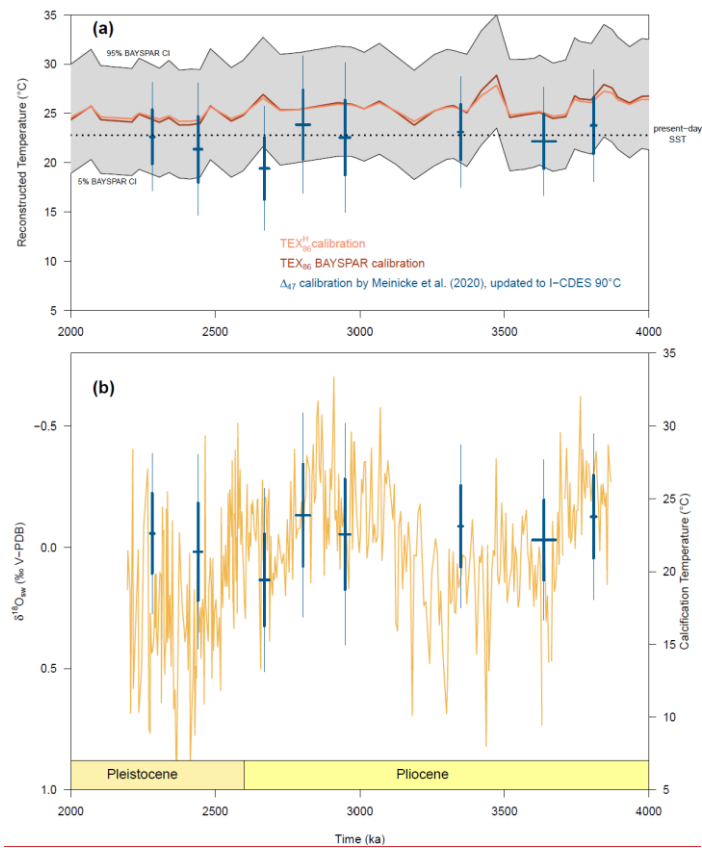 (a)
35
30
25
20
15
10
5
Reconstructed Temperature (°C)
95% BAYSPAR CI
5% BAYSPAR CI
present−day
SST
TEX₈₆ᴴ calibration
TEX₈₆ BAYSPAR calibration
Δ₄₇ calibration by Meinicke et al. (2020), updated to I−CDES 90°C
2000 2500 3000 3500 4000
(b)
−0.5
0.0
0.5
1.0
δ¹⁸Osw (‰ V−PDB)
35
30
25
20
15
10
5
Calcification Temperature (°C)
Pleistocene Pliocene
2000 2500 3000 3500 4000
Time (ka)